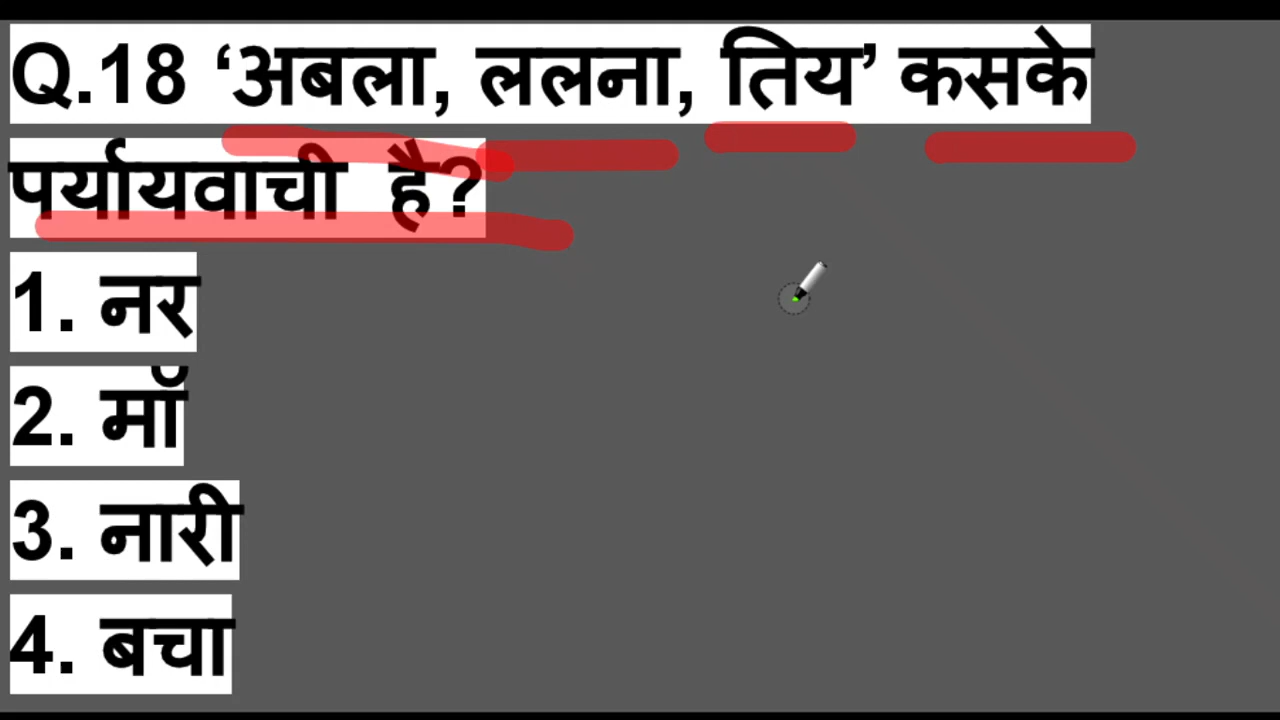 Q.18 ‘अबला, ललना, तिय’ कसके
पर्यायवाची है?
1. नर
2. मॉ
3. नारी
4. बचा